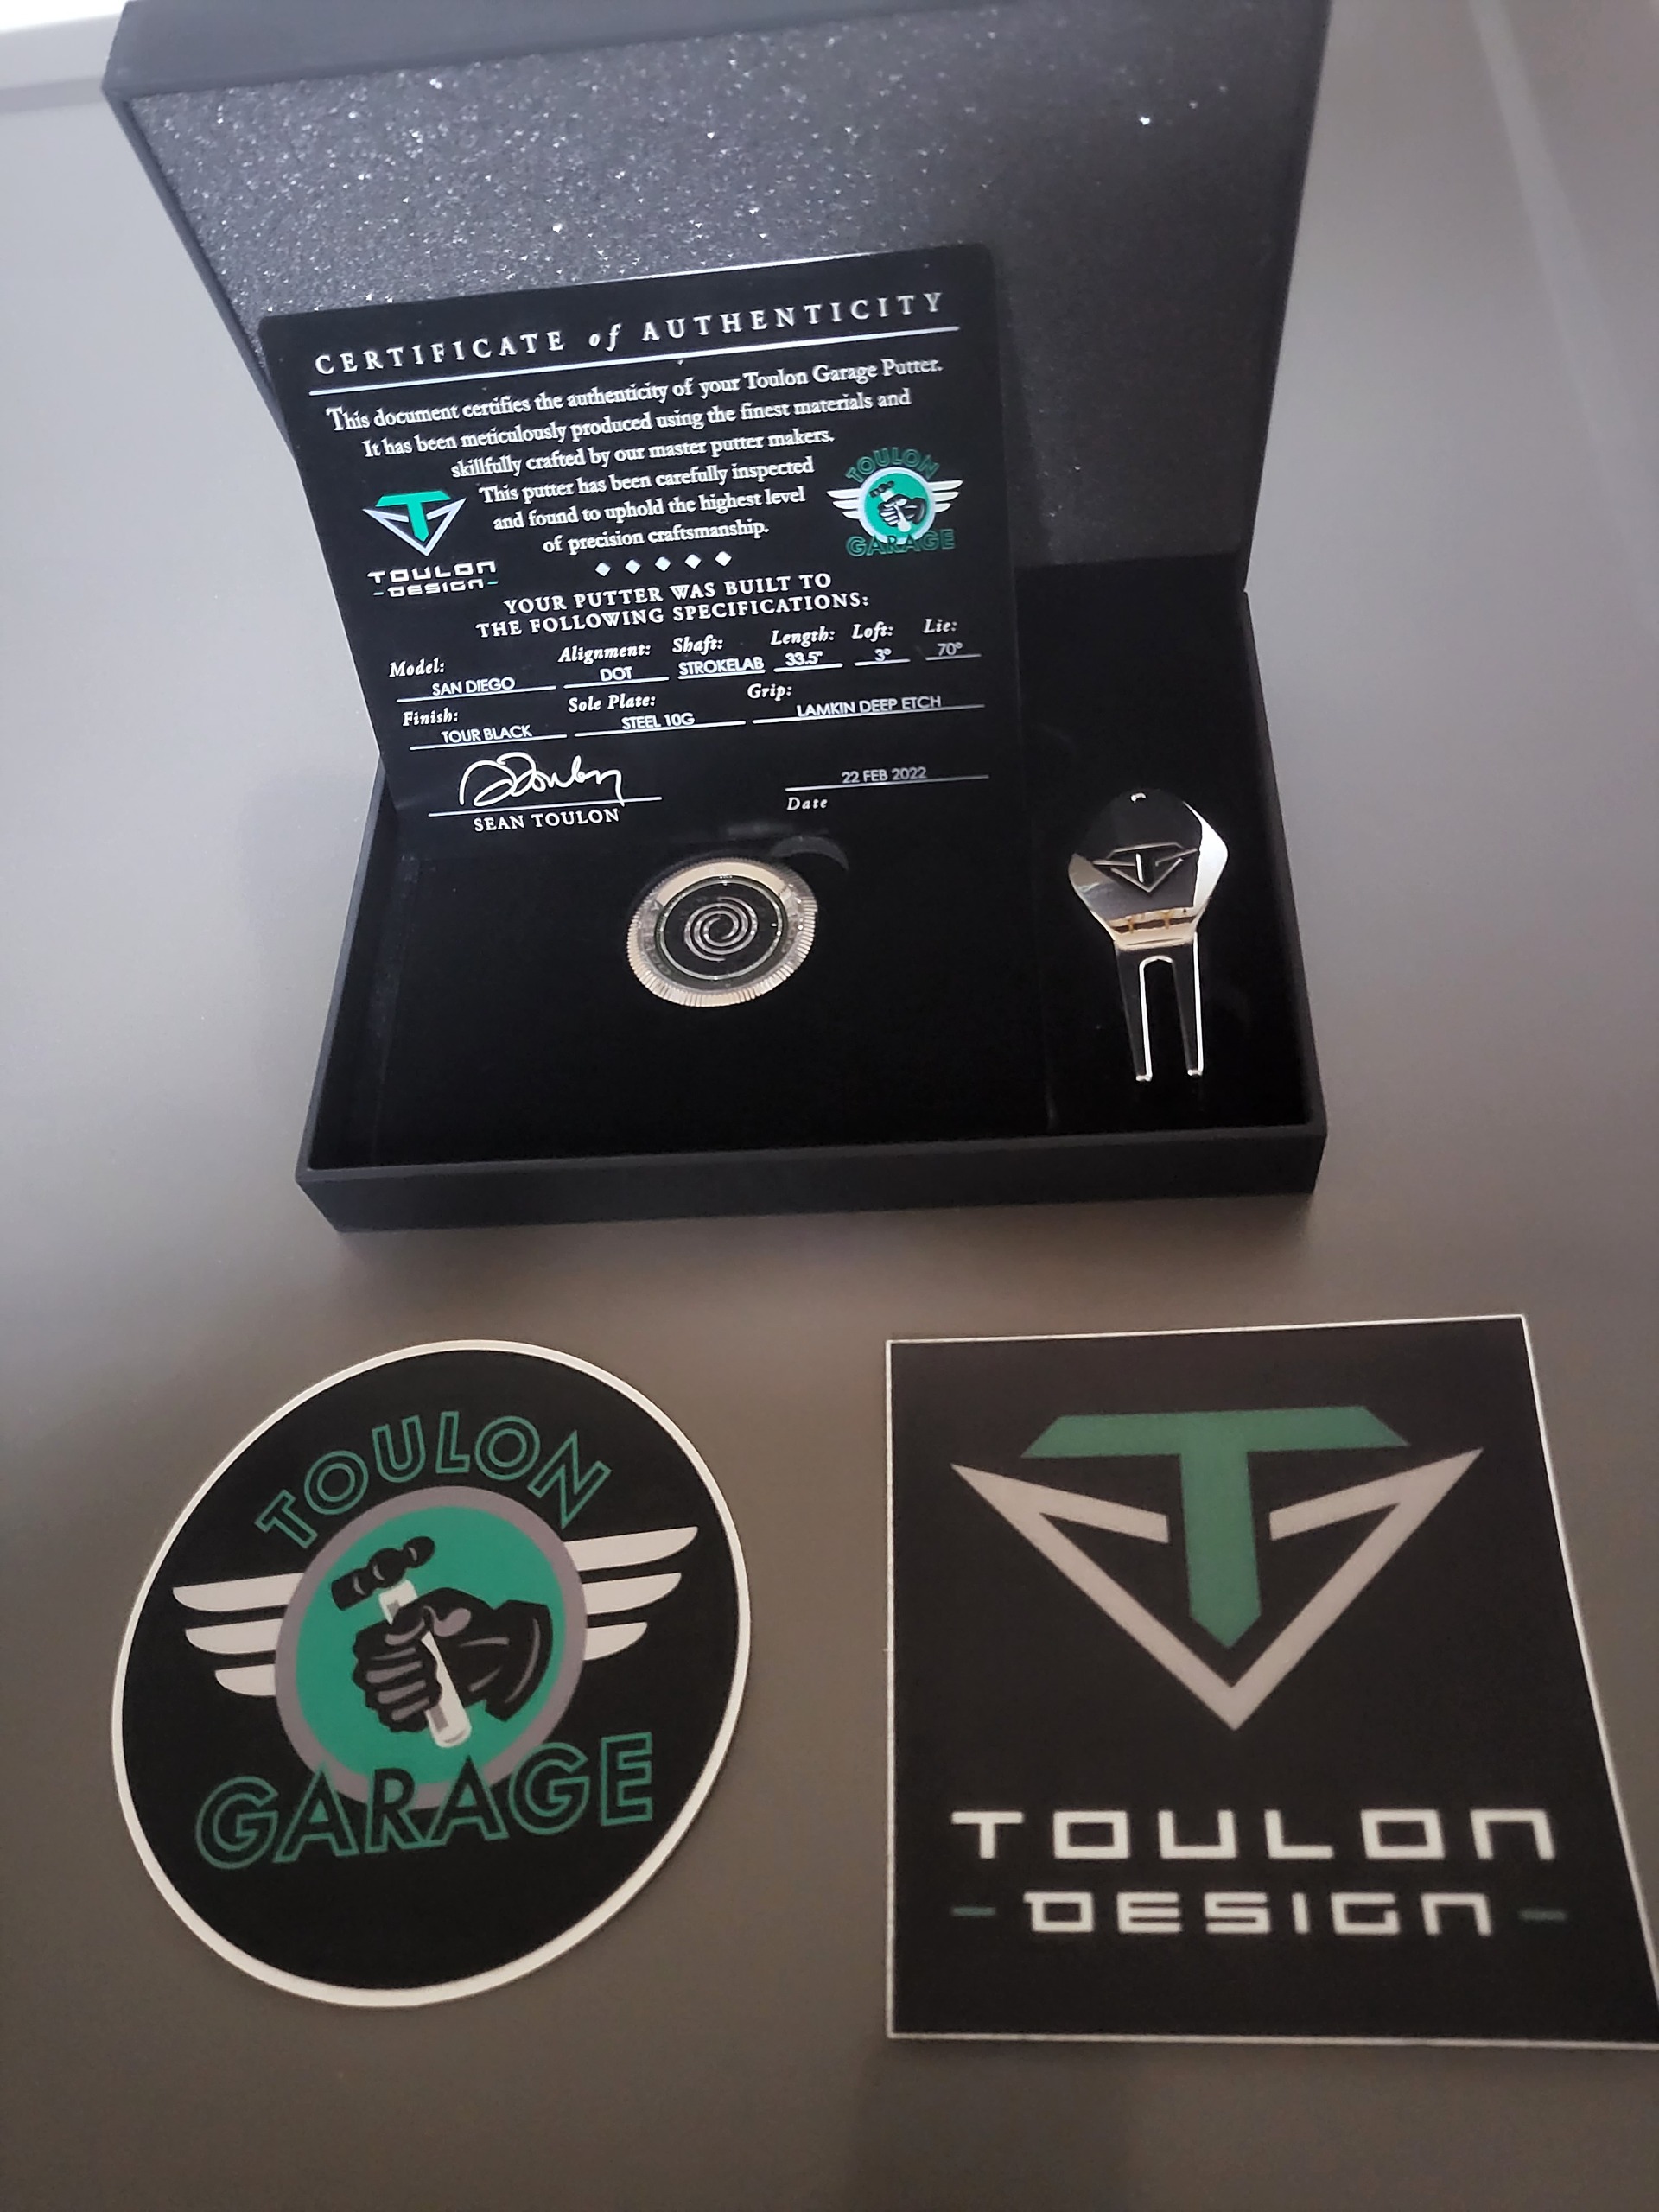 CERTIFICATE of AUTHENTICITY
This document certifies the authenticity of your Toulon Garage Putter.
It has been meticulously produced using the finest materials and
skillfully crafted by our master putter makers.
This putter has been carefully inspected
and found to uphold the highest level
of precision craftsmanship.
TOULON
-DESIGN-
TOULON
GARAGE
YOUR PUTTER WAS BUILT TO
THE FOLLOWING SPECIFICATIONS:
Model: Alignment: Shaft: Length: Loft: Lie:
SAN DIEGO DOT STROKELAB 33.5" 3° 70°
Finish: Sole Plate: Grip:
TOUR BLACK STEEL 10G LAMKIN DEEP ETCH
SEAN TOULON
22 FEB 2022
Date
TOULON
GARAGE
T
TOULON
-DESIGN-